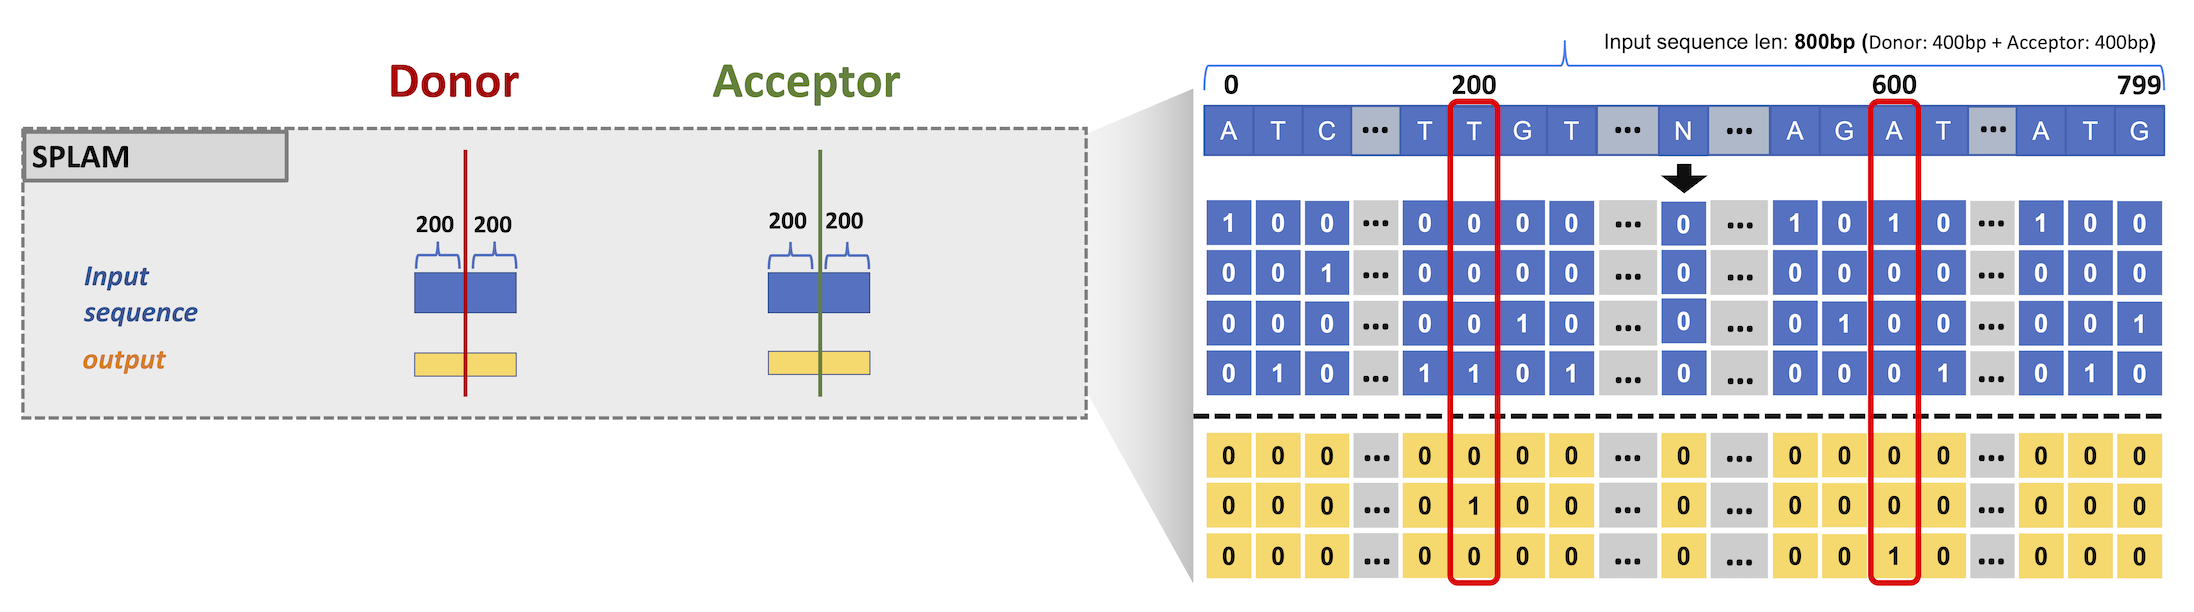 Donor
Acceptor
SPLAM
200 200
200 200
Input
sequence
output
Input sequence len: 800bp (Donor: 400bp + Acceptor: 400bp)
0 200 600 799
A T C ... T T G T ... N ... A G A T ... A T G
1 0 0 ... 0 0 0 0 ... 0 ... 1 0 1 0 ... 1 0 0
0 0 1 ... 0 0 0 0 ... 0 ... 0 0 0 0 ... 0 0 0
0 0 0 ... 0 0 1 0 ... 0 ... 0 1 0 0 ... 0 0 1
0 1 0 ... 1 1 0 1 ... 0 ... 0 0 0 1 ... 0 1 0
0 0 0 ... 0 0 0 0 ... 0 ... 0 0 0 0 ... 0 0 0
0 0 0 ... 0 1 0 0 ... 0 ... 0 0 0 0 ... 0 0 0
0 0 0 ... 0 0 0 0 ... 0 ... 0 0 1 0 ... 0 0 0